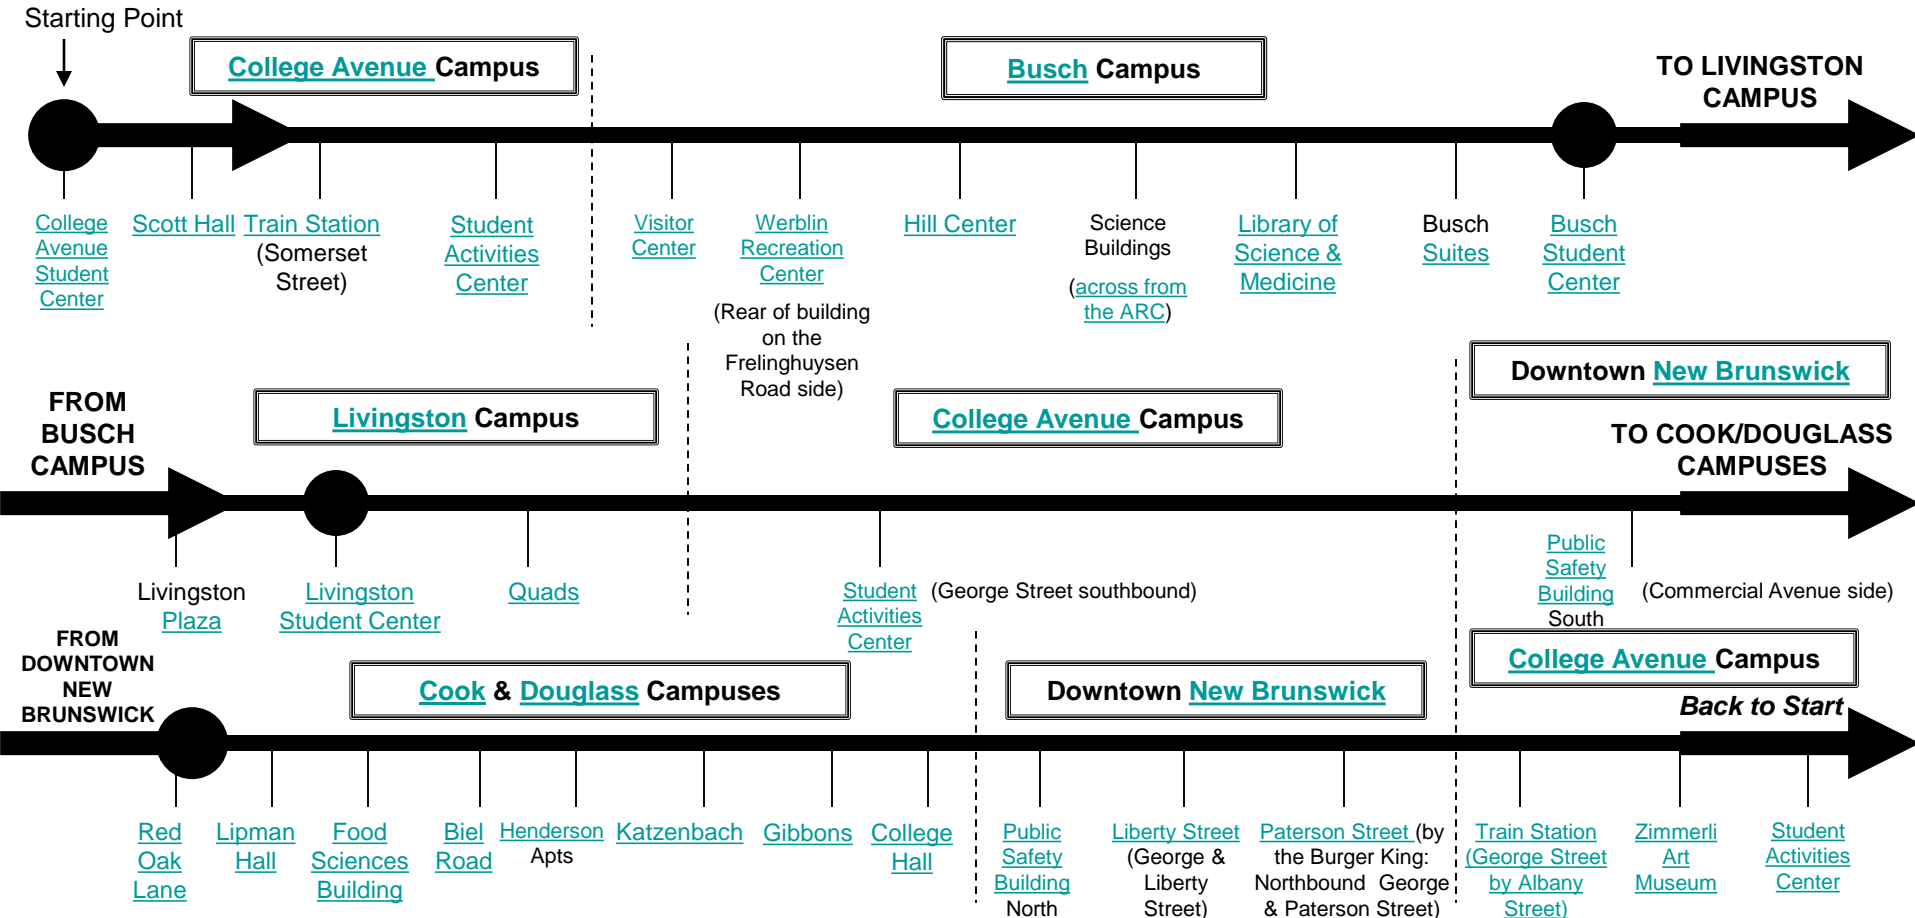 Starting Point
College Avenue Campus
Busch Campus
TO LIVINGSTON
CAMPUS
College
Avenue
Student
Center
Scott Hall
Train Station
(Somerset
Street)
Student
Activities
Center
Visitor
Center
Werblin
Recreation
Center
(Rear of building
on the
Frelinghuysen
Road side)
Hill Center
Science
Buildings
(across from
the ARC)
Library of
Science &
Medicine
Busch
Suites
Busch
Student
Center
FROM
BUSCH
CAMPUS
Livingston Campus
College Avenue Campus
Downtown New Brunswick
TO COOK/DOUGLASS
CAMPUSES
Livingston
Plaza
Livingston
Student Center
Quads
Student
Activities
Center
(George Street southbound)
Public
Safety
Building
South
(Commercial Avenue side)
FROM
DOWNTOWN
NEW
BRUNSWICK
Cook & Douglass Campuses
Downtown New Brunswick
College Avenue Campus
Back to Start
Red
Oak
Lane
Lipman
Hall
Food
Sciences
Building
Biel
Road
Henderson
Apts
Katzenbach
Gibbons
College
Hall
Public
Safety
Building
North
Liberty Street
(George &
Liberty
Street)
Paterson Street (by
the Burger King:
Northbound George
& Paterson Street)
Train Station
(George Street
by Albany
Street)
Zimmerli
Art
Museum
Student
Activities
Center